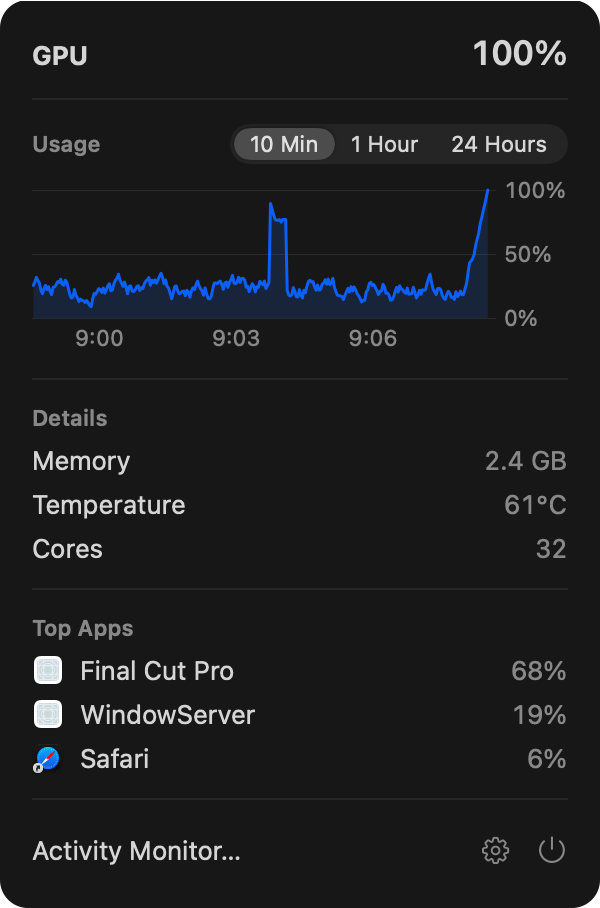 GPU 100%
Usage 10 Min 1 Hour 24 Hours
100%
50%
0%
9:00 9:03 9:06
Details
Memory 2.4 GB
Temperature 61°C
Cores 32
Top Apps
Final Cut Pro 68%
WindowServer 19%
Safari 6%
Activity Monitor...